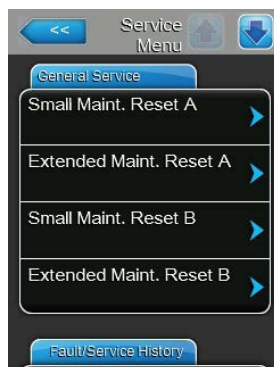 << Service
Menu
General Service
Small Maint. Reset A
Extended Maint. Reset A
Small Maint. Reset B
Extended Maint. Reset B
Fault/Service History